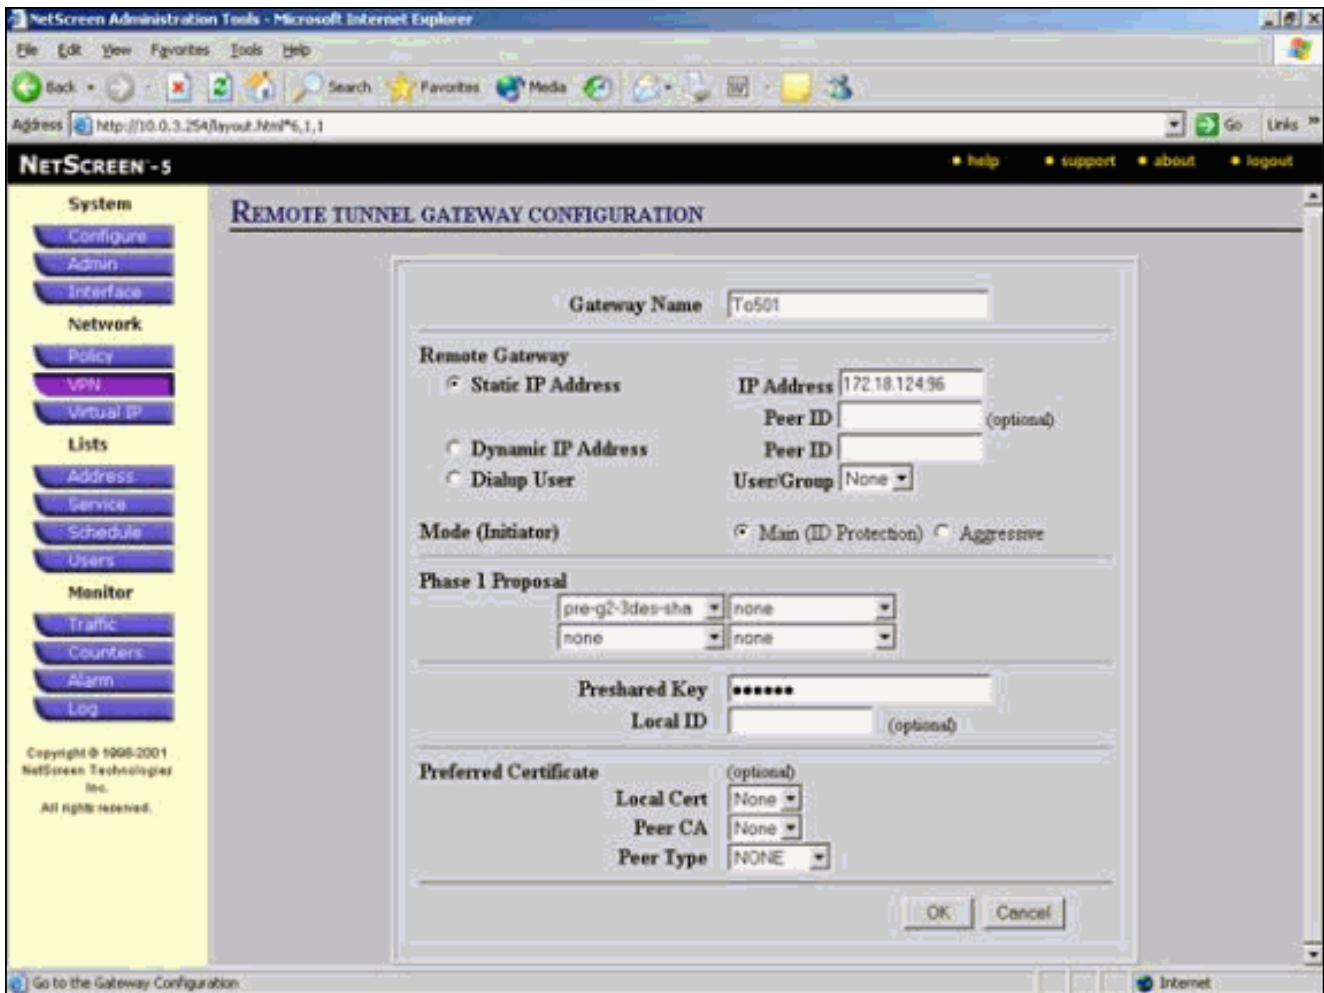 NetScreen Administration Tools - Microsoft Internet Explorer
File Edit View Favorites Tools Help
Back Search Favorites Media
Address http://10.0.3.254/layout.html*6,1,1 Go Links »
NETSCREEN™-5 help support about logout
System
Configure
Admin
Interface
Network
Policy
VPN
Virtual IP
Lists
Address
Service
Schedule
Users
Monitor
Traffic
Counters
Alarm
Log
Copyright © 1998-2001
NetScreen Technologies
Inc.
All rights reserved.
REMOTE TUNNEL GATEWAY CONFIGURATION
Gateway Name To501
Remote Gateway
Static IP Address IP Address 172.18.124.96
Peer ID (optional)
Dynamic IP Address Peer ID
Dialup User User/Group None
Mode (Initiator) Main (ID Protection) Aggressive
Phase 1 Proposal
pre-g2-3des-sha none
none none
Preshared Key ••••••
Local ID (optional)
Preferred Certificate (optional)
Local Cert None
Peer CA None
Peer Type NONE
OK Cancel
Go to the Gateway Configuration Internet